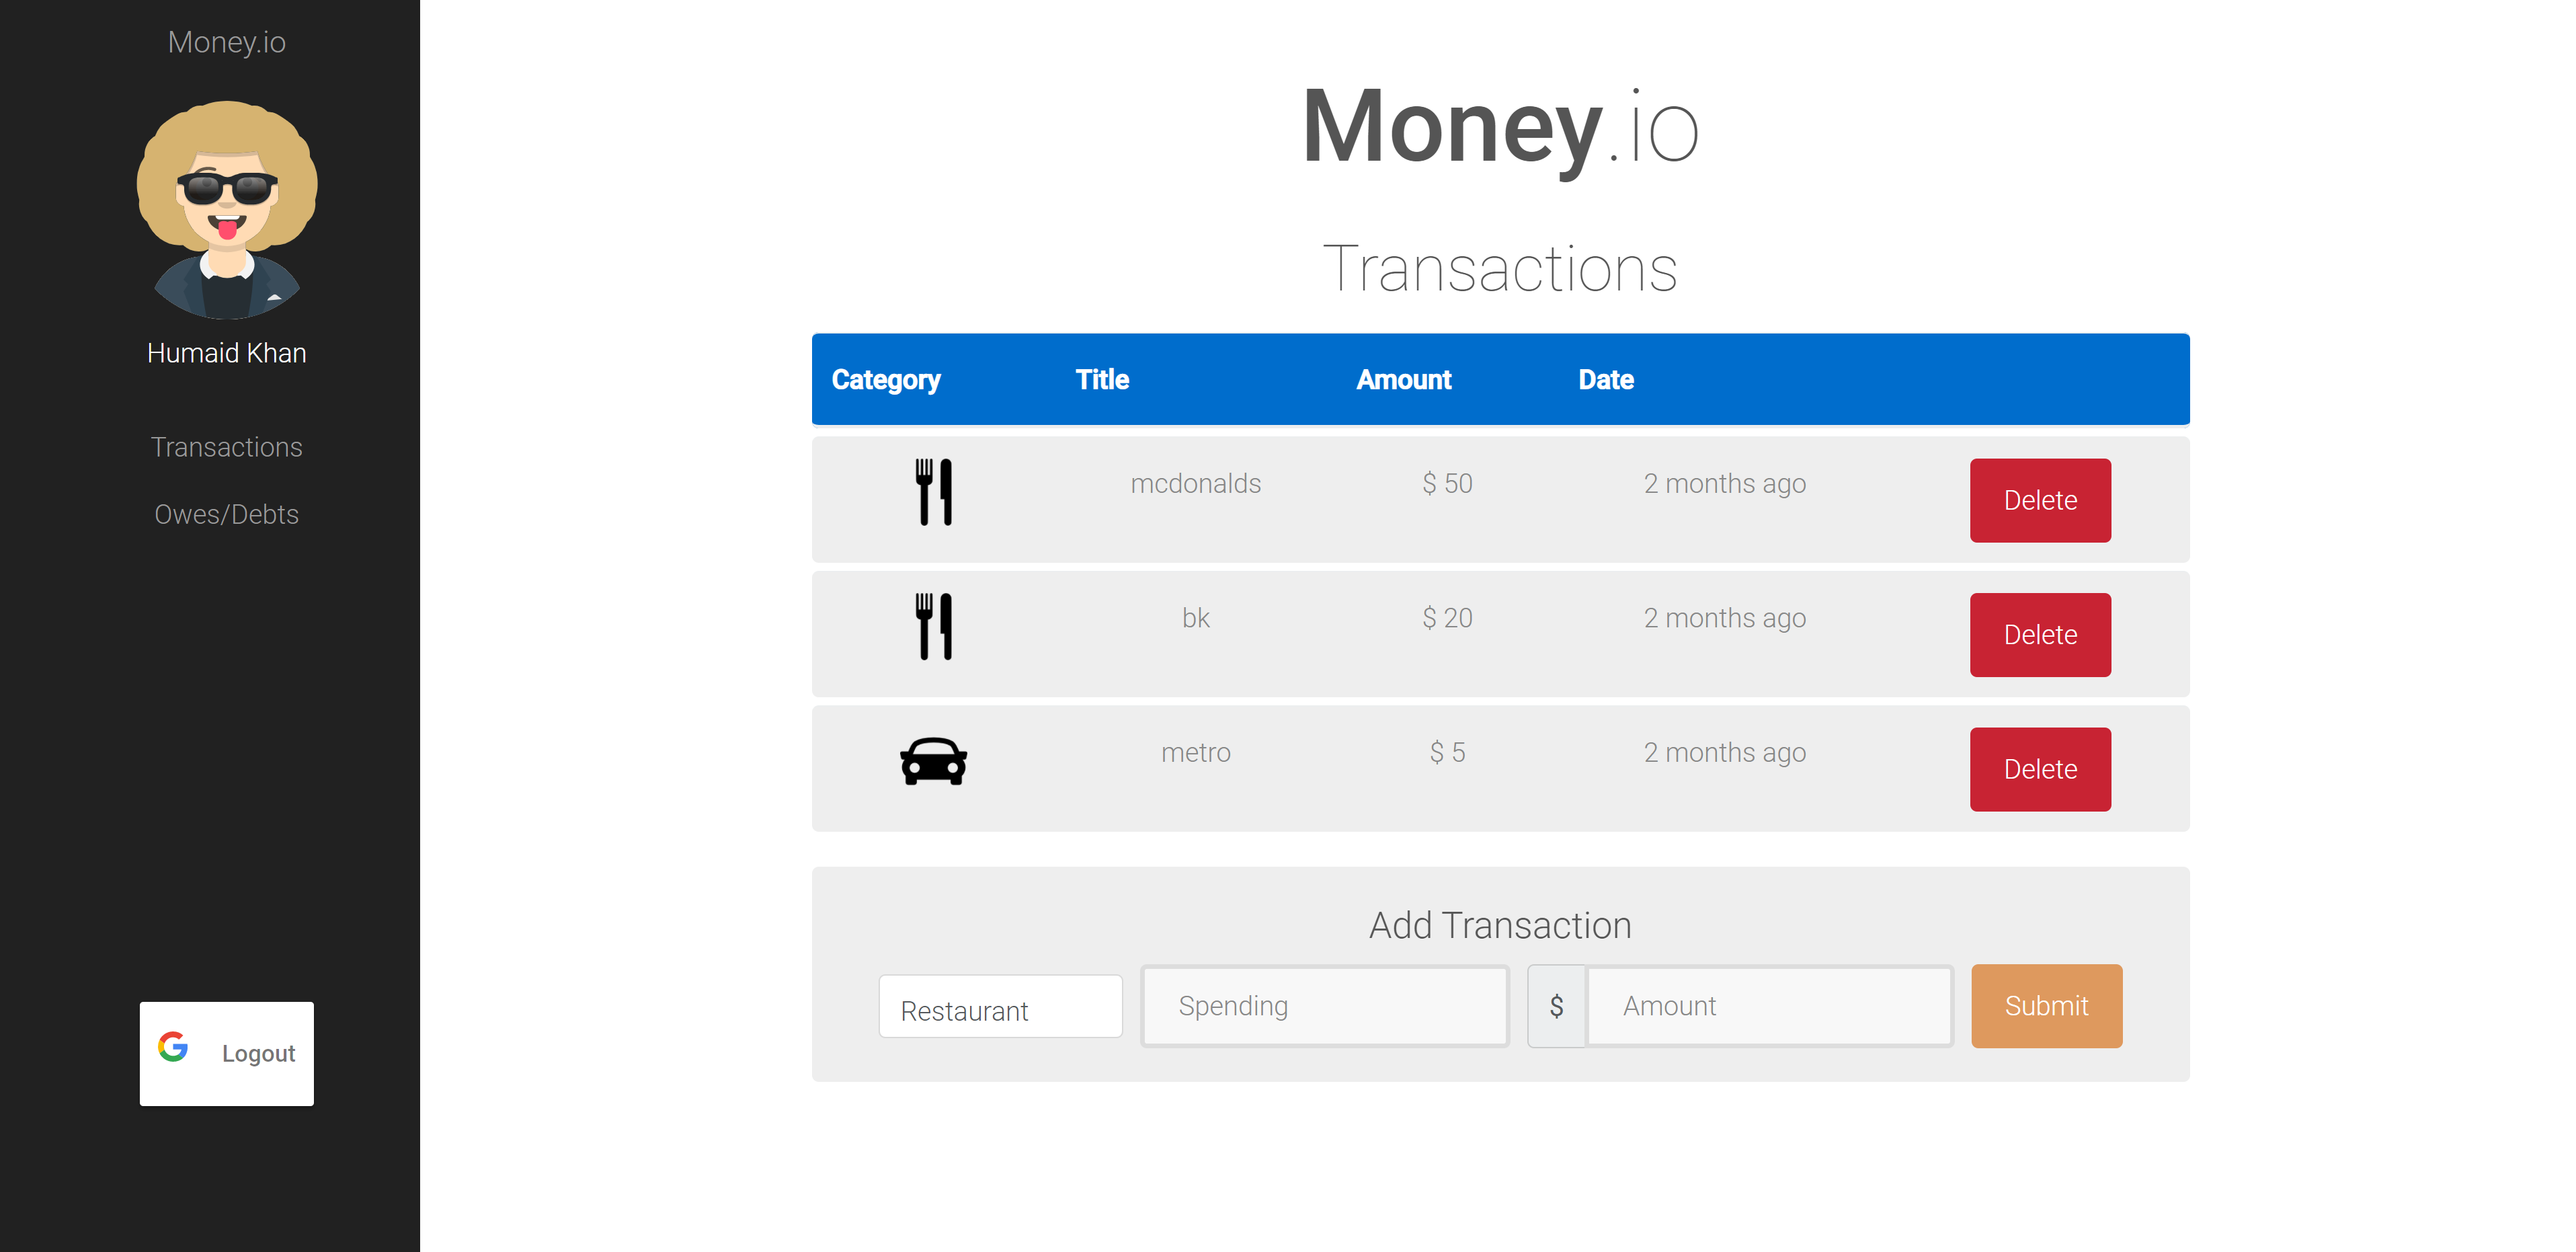 Money.io
Humaid Khan
Transactions
Owes/Debts
Logout
Money.io
Transactions
Category Title Amount Date
mcdonalds $ 50 2 months ago Delete
bk $ 20 2 months ago Delete
metro $ 5 2 months ago Delete
Add Transaction
Restaurant Spending $ Amount Submit